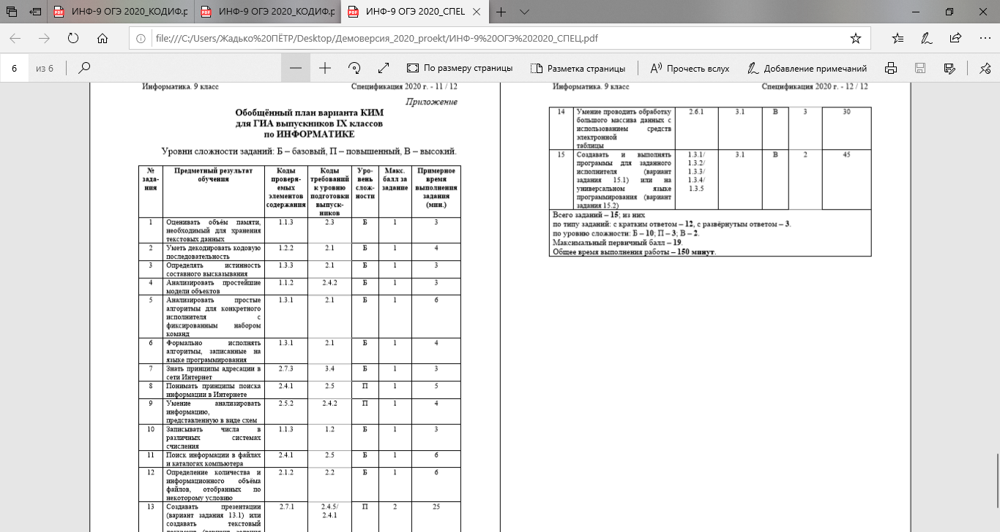 ИНФ-9 ОГЭ 2020_КОДИФ.р
ИНФ-9 ОГЭ 2020_КОДИФ.р
ИНФ-9 ОГЭ 2020_СПЕЦ
file:///C:/Users/Жадько%20ПЁТР/Desktop/Демоверсия_2020_proekt/ИНФ-9%20ОГЭ%202020_СПЕЦ.pdf
6 из 6
По размеру страницы
Разметка страницы
Прочесть вслух
Добавление примечаний
Информатика. 9 класс Спецификация 2020 г. - 11 / 12
Приложение
Обобщённый план варианта КИМ
для ГИА выпускников IX классов
по ИНФОРМАТИКЕ
Уровни сложности заданий: Б – базовый, П – повышенный, В – высокий.
№ зада-ния
Предметный результат обучения
Коды проверя-емых элементов содержания
Коды требований к уровню подготовки выпуск-ников
Уро-вень слож-ности
Макс. балл за задание
Примерное время выполнения задания (мин.)
1 Оценивать объём памяти, 1.1.3 2.3 Б 1 3
необходимый для хранения
текстовых данных
2 Уметь декодировать кодовую 1.2.2 2.1 Б 1 4
последовательность
3 Определять истинность 1.3.3 2.1 Б 1 3
составного высказывания
4 Анализировать простейшие 1.1.2 2.4.2 Б 1 3
модели объектов
5 Анализировать простые 1.3.1 2.1 Б 1 6
алгоритмы для конкретного
исполнителя с
фиксированным набором
команд
6 Формально исполнять 1.3.1 2.1 Б 1 4
алгоритмы, записанные на
языке программирования
7 Знать принципы адресации в 2.7.3 3.4 Б 1 3
сети Интернет
8 Понимать принципы поиска 2.4.1 2.5 П 1 5
информации в Интернете
9 Умение анализировать 2.5.2 2.4.2 П 1 4
информацию,
представленную в виде схем
10 Записывать числа в 1.1.3 1.2 Б 1 3
различных системах
счисления
11 Поиск информации в файлах 2.4.1 2.5 Б 1 6
и каталогах компьютера
12 Определение количества и 2.1.2 2.2 Б 1 6
информационного объёма
файлов, отобранных по
некоторому условию
13 Создавать презентации 2.7.1 2.4.5/ П 2 25
(вариант задания 13.1) или 2.4.1
создавать текстовый
Информатика. 9 класс Спецификация 2020 г. - 12 / 12
14 Умение проводить обработку 2.6.1 3.1 В 3 30
большого массива данных с
использованием средств
электронной
таблицы
15 Создавать и выполнять 1.3.1/ 3.1 В 2 45
программы для заданного 1.3.2/
исполнителя (вариант 1.3.3/
задания 15.1) или на 1.3.4/
универсальном языке 1.3.5
программирования (вариант
задания 15.2)
Всего заданий – 15; из них
по типу заданий: с кратким ответом – 12, с развёрнутым ответом – 3.
по уровню сложности: Б – 10; П – 3; В – 2.
Максимальный первичный балл – 19.
Общее время выполнения работы – 150 минут.